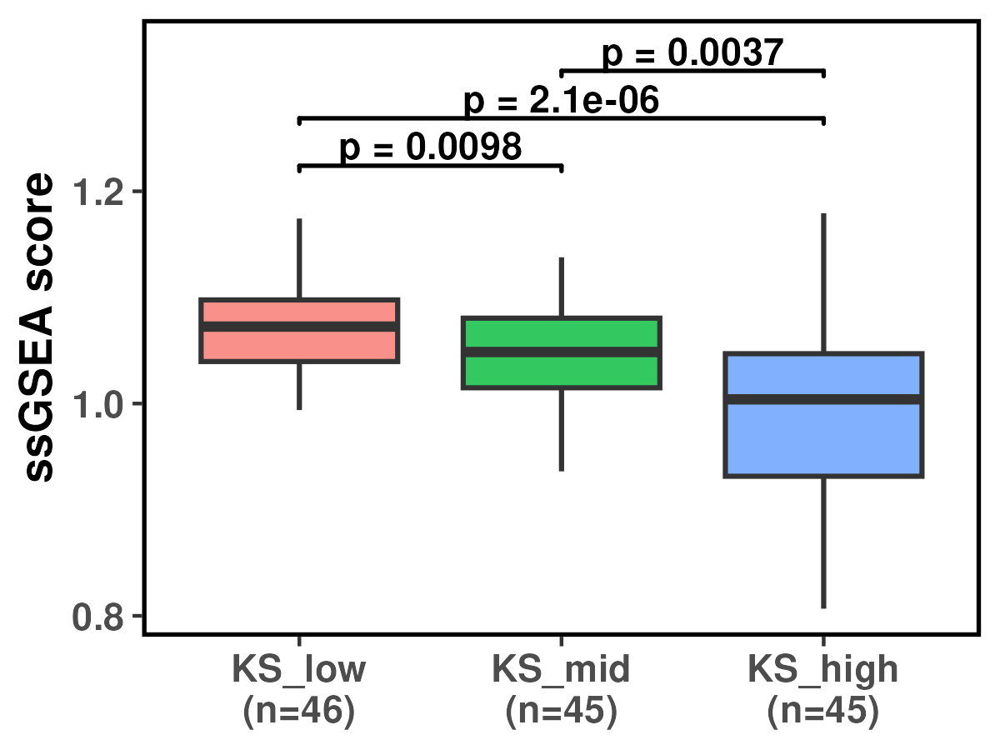 p = 0.0037
p = 2.1e-06
p = 0.0098
ssGSEA score
1.2
1.0
0.8
KS_low
(n=46)
KS_mid
(n=45)
KS_high
(n=45)